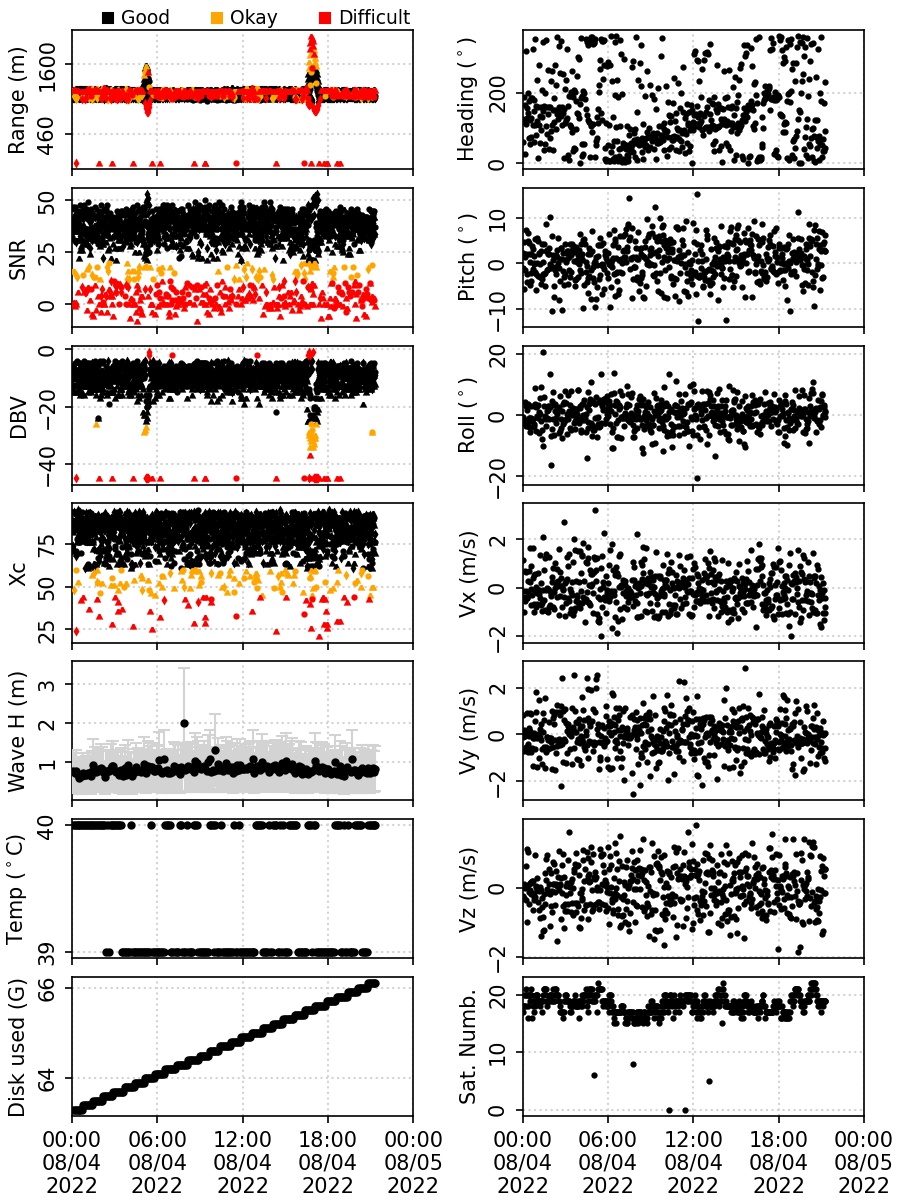 Good Okay Difficult
Range (m)
1600
460
SNR
50
25
0
DBV
0
−20
−40
Xc
75
50
25
Wave H (m)
3
2
1
Temp (°C)
40
39
Disk used (G)
66
64
00:00 06:00 12:00 18:00 00:00
08/04 08/04 08/04 08/04 08/05
2022 2022 2022 2022 2022
Heading (°)
200
0
Pitch (°)
10
0
−10
Roll (°)
20
0
−20
Vx (m/s)
2
0
−2
Vy (m/s)
2
0
−2
Vz (m/s)
0
−2
Sat. Numb.
20
10
0
00:00 06:00 12:00 18:00 00:00
08/04 08/04 08/04 08/04 08/05
2022 2022 2022 2022 2022